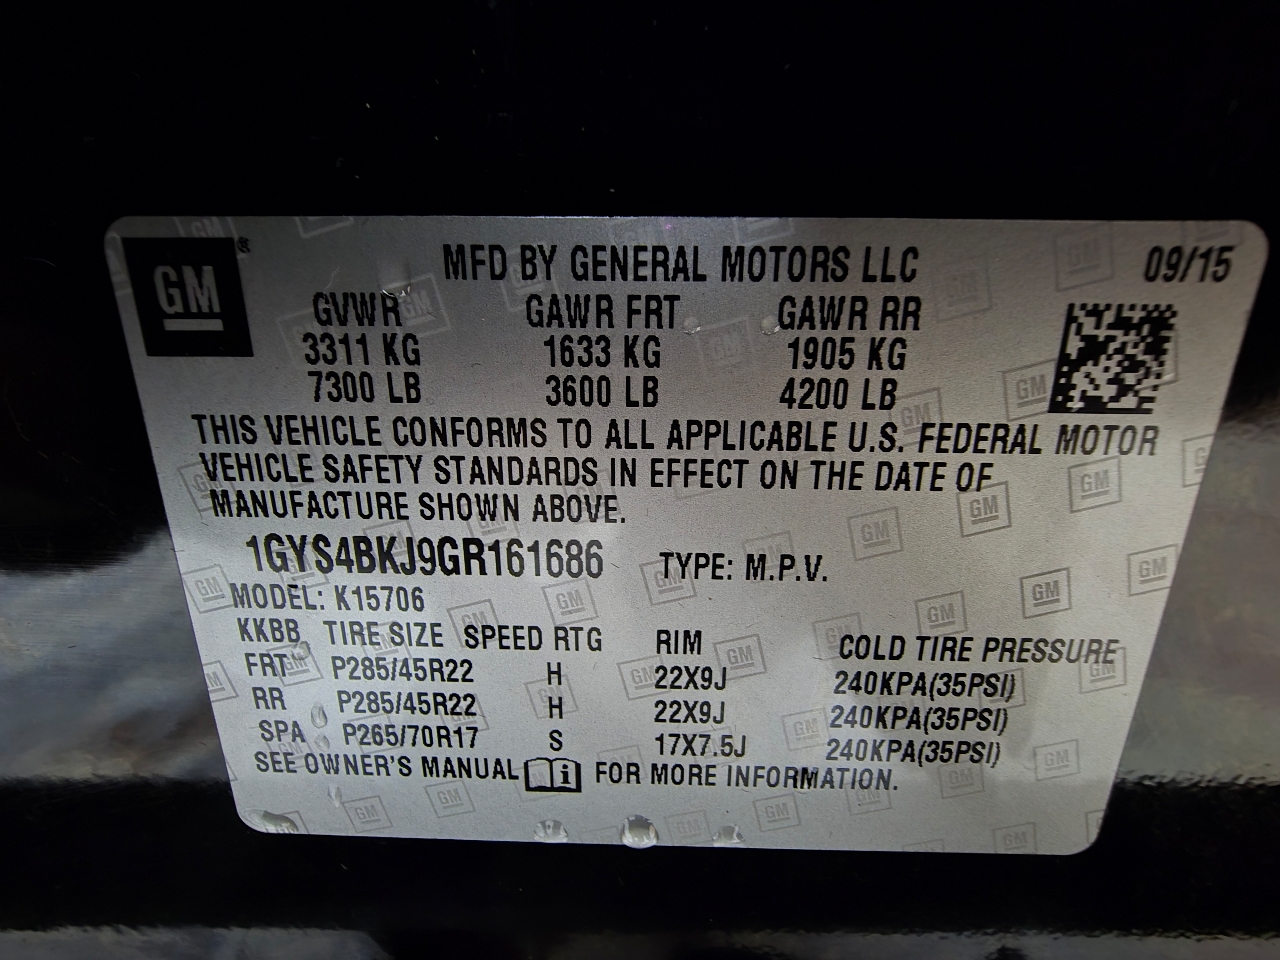 GM ® MFD BY GENERAL MOTORS LLC 09/15
GVWR GAWR FRT GAWR RR
3311 KG 1633 KG 1905 KG
7300 LB 3600 LB 4200 LB
THIS VEHICLE CONFORMS TO ALL APPLICABLE U.S. FEDERAL MOTOR
VEHICLE SAFETY STANDARDS IN EFFECT ON THE DATE OF
MANUFACTURE SHOWN ABOVE.
1GYS4BKJ9GR161686 TYPE: M.P.V.
MODEL: K15706
KKBB TIRE SIZE SPEED RTG RIM COLD TIRE PRESSURE
FRT P285/45R22 H 22X9J 240KPA(35PSI)
RR P285/45R22 H 22X9J 240KPA(35PSI)
SPA P265/70R17 S 17X7.5J 240KPA(35PSI)
SEE OWNER'S MANUAL i FOR MORE INFORMATION.